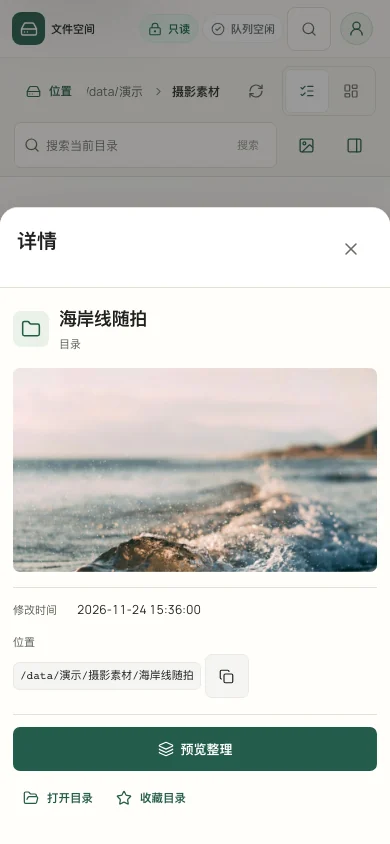 文件空间
只读
队列空闲
位置
/data/演示
摄影素材
搜索当前目录
搜索
详情
海岸线随拍
目录
修改时间 2026-11-24 15:36:00
位置
/data/演示/摄影素材/海岸线随拍
预览整理
打开目录
收藏目录